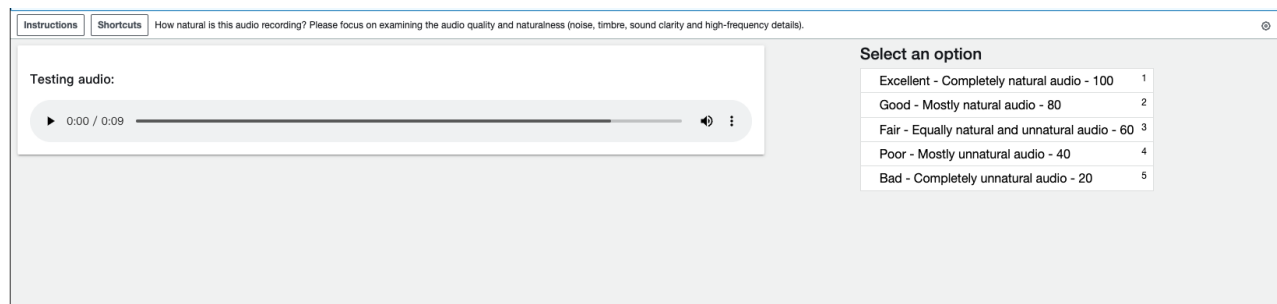 Instructions Shortcuts How natural is this audio recording? Please focus on examining the audio quality and naturalness (noise, timbre, sound clarity and high-frequency details).
Testing audio:
0:00 / 0:09
Select an option
Excellent - Completely natural audio - 100 1
Good - Mostly natural audio - 80 2
Fair - Equally natural and unnatural audio - 60 3
Poor - Mostly unnatural audio - 40 4
Bad - Completely unnatural audio - 20 5